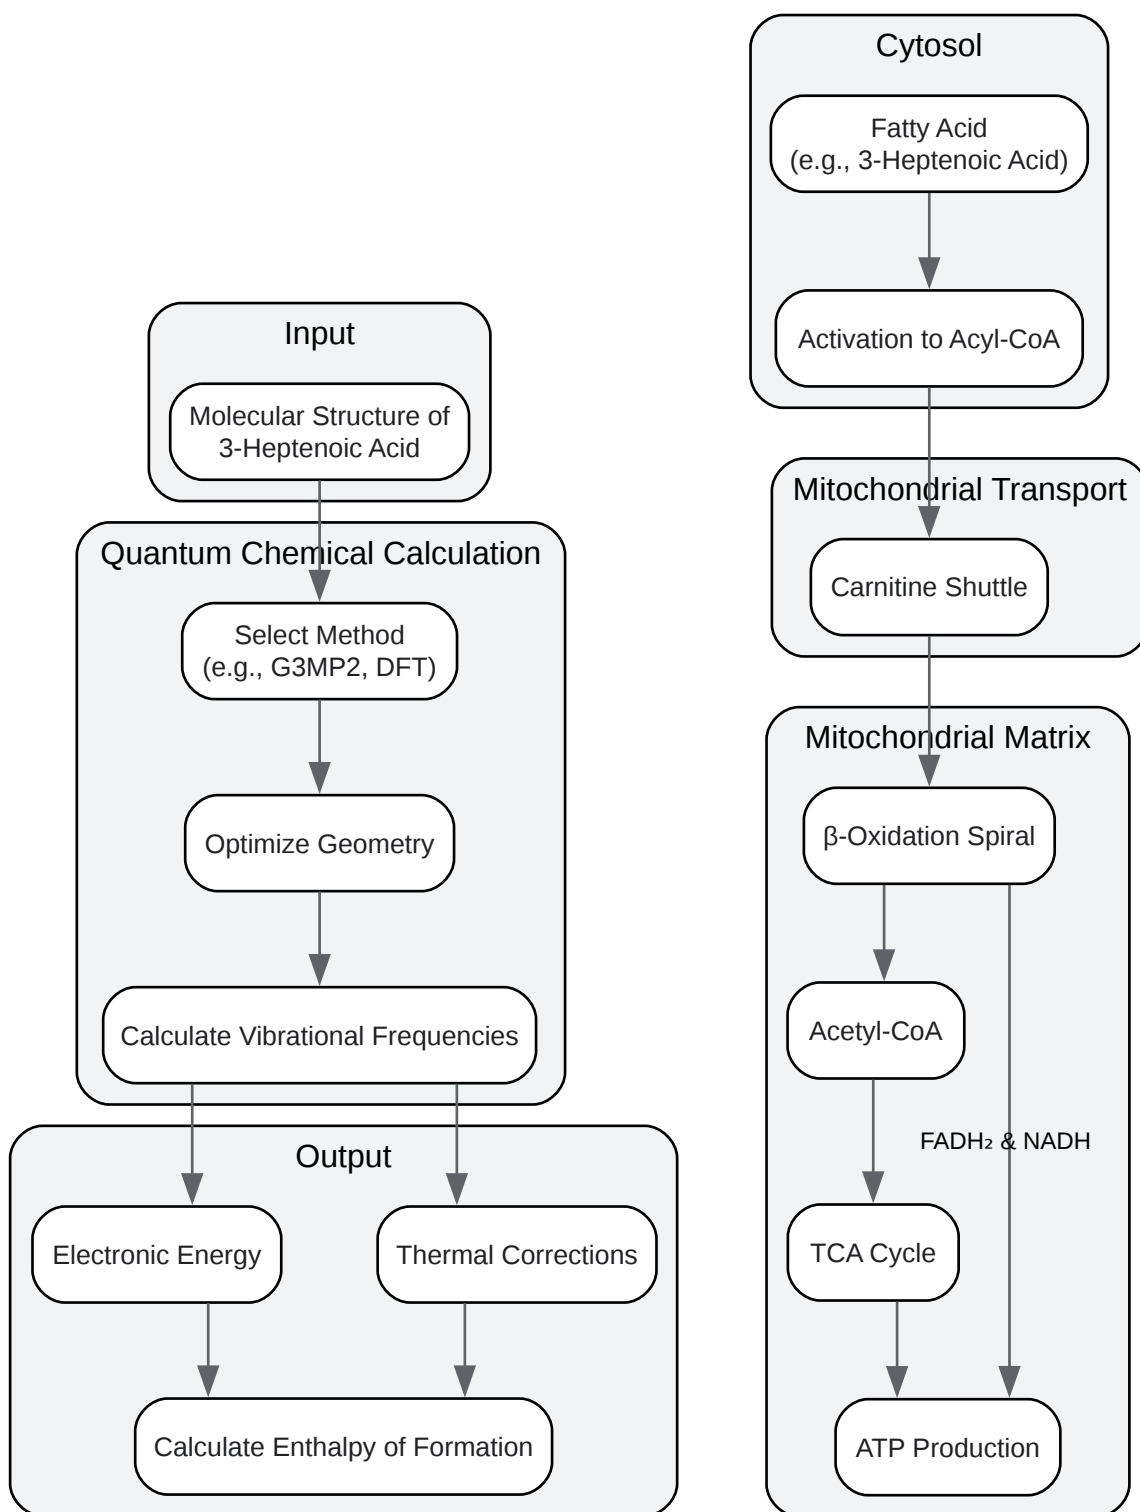 Input
Molecular Structure of
3-Heptenoic Acid
Quantum Chemical Calculation
Select Method
(e.g., G3MP2, DFT)
Optimize Geometry
Calculate Vibrational Frequencies
Output
Electronic Energy
Thermal Corrections
Calculate Enthalpy of Formation
Cytosol
Fatty Acid
(e.g., 3-Heptenoic Acid)
Activation to Acyl-CoA
Mitochondrial Transport
Carnitine Shuttle
Mitochondrial Matrix
β-Oxidation Spiral
Acetyl-CoA
FADH₂ & NADH
TCA Cycle
ATP Production